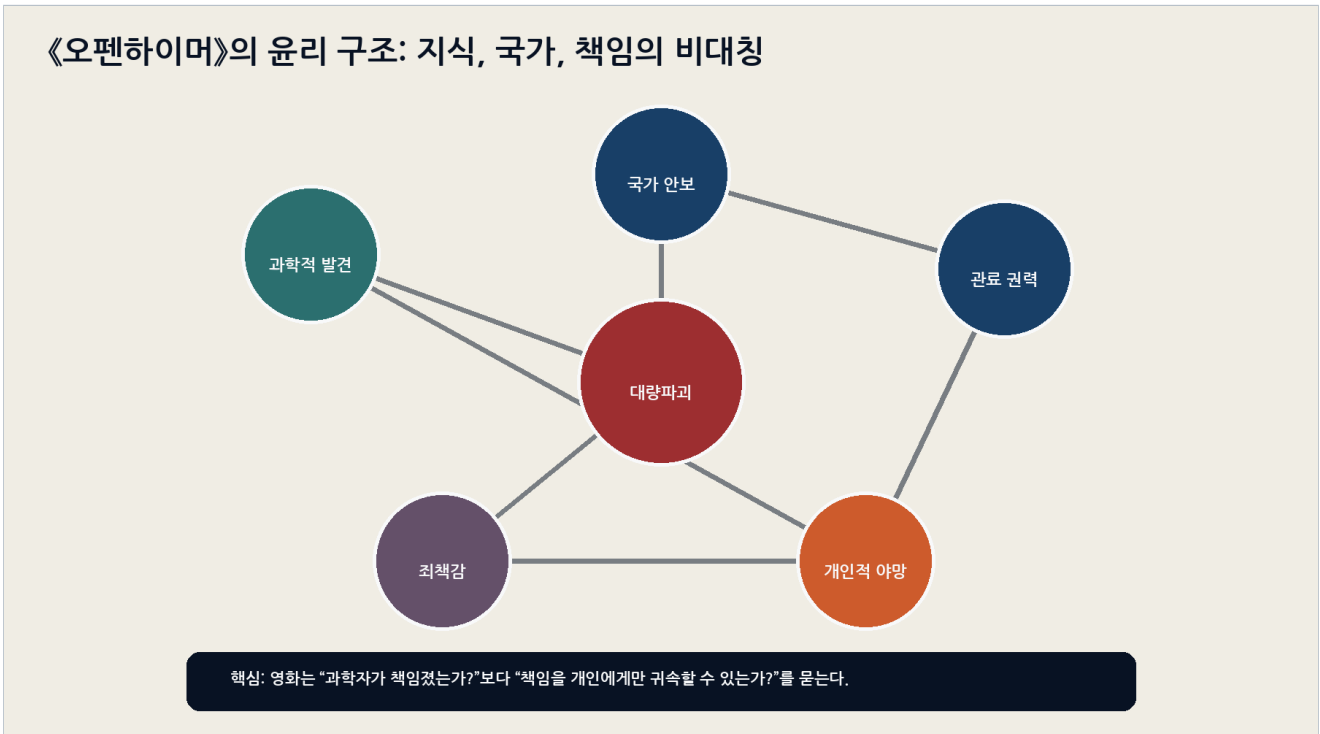 《오펜하이머》의 윤리 구조: 지식, 국가, 책임의 비대칭
국가 안보
과학적 발견
관료 권력
대량파괴
죄책감
개인적 야망
핵심: 영화는 “과학자가 책임졌는가?”보다 “책임을 개인에게만 귀속할 수 있는가?”를 묻는다.